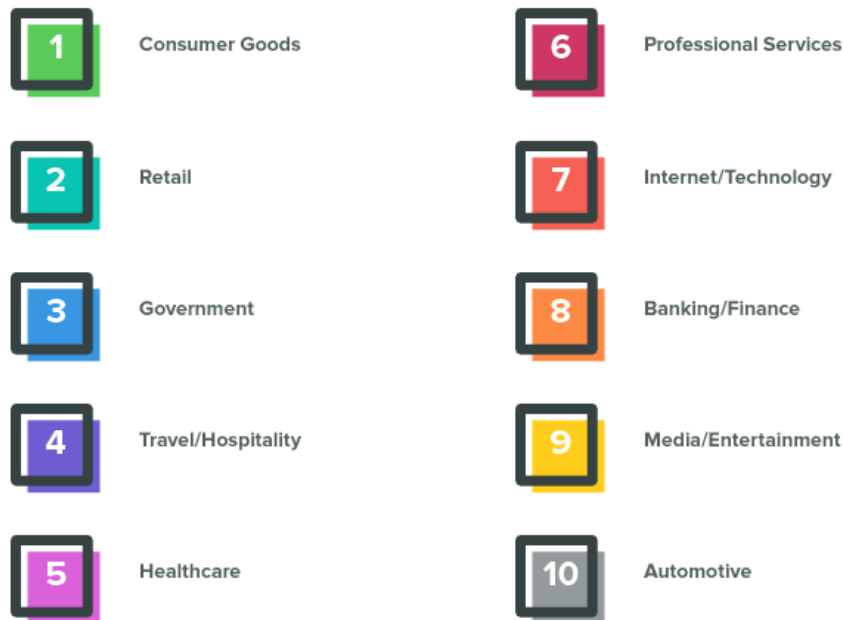 1 Consumer Goods
2 Retail
3 Government
4 Travel/Hospitality
5 Healthcare
6 Professional Services
7 Internet/Technology
8 Banking/Finance
9 Media/Entertainment
10 Automotive